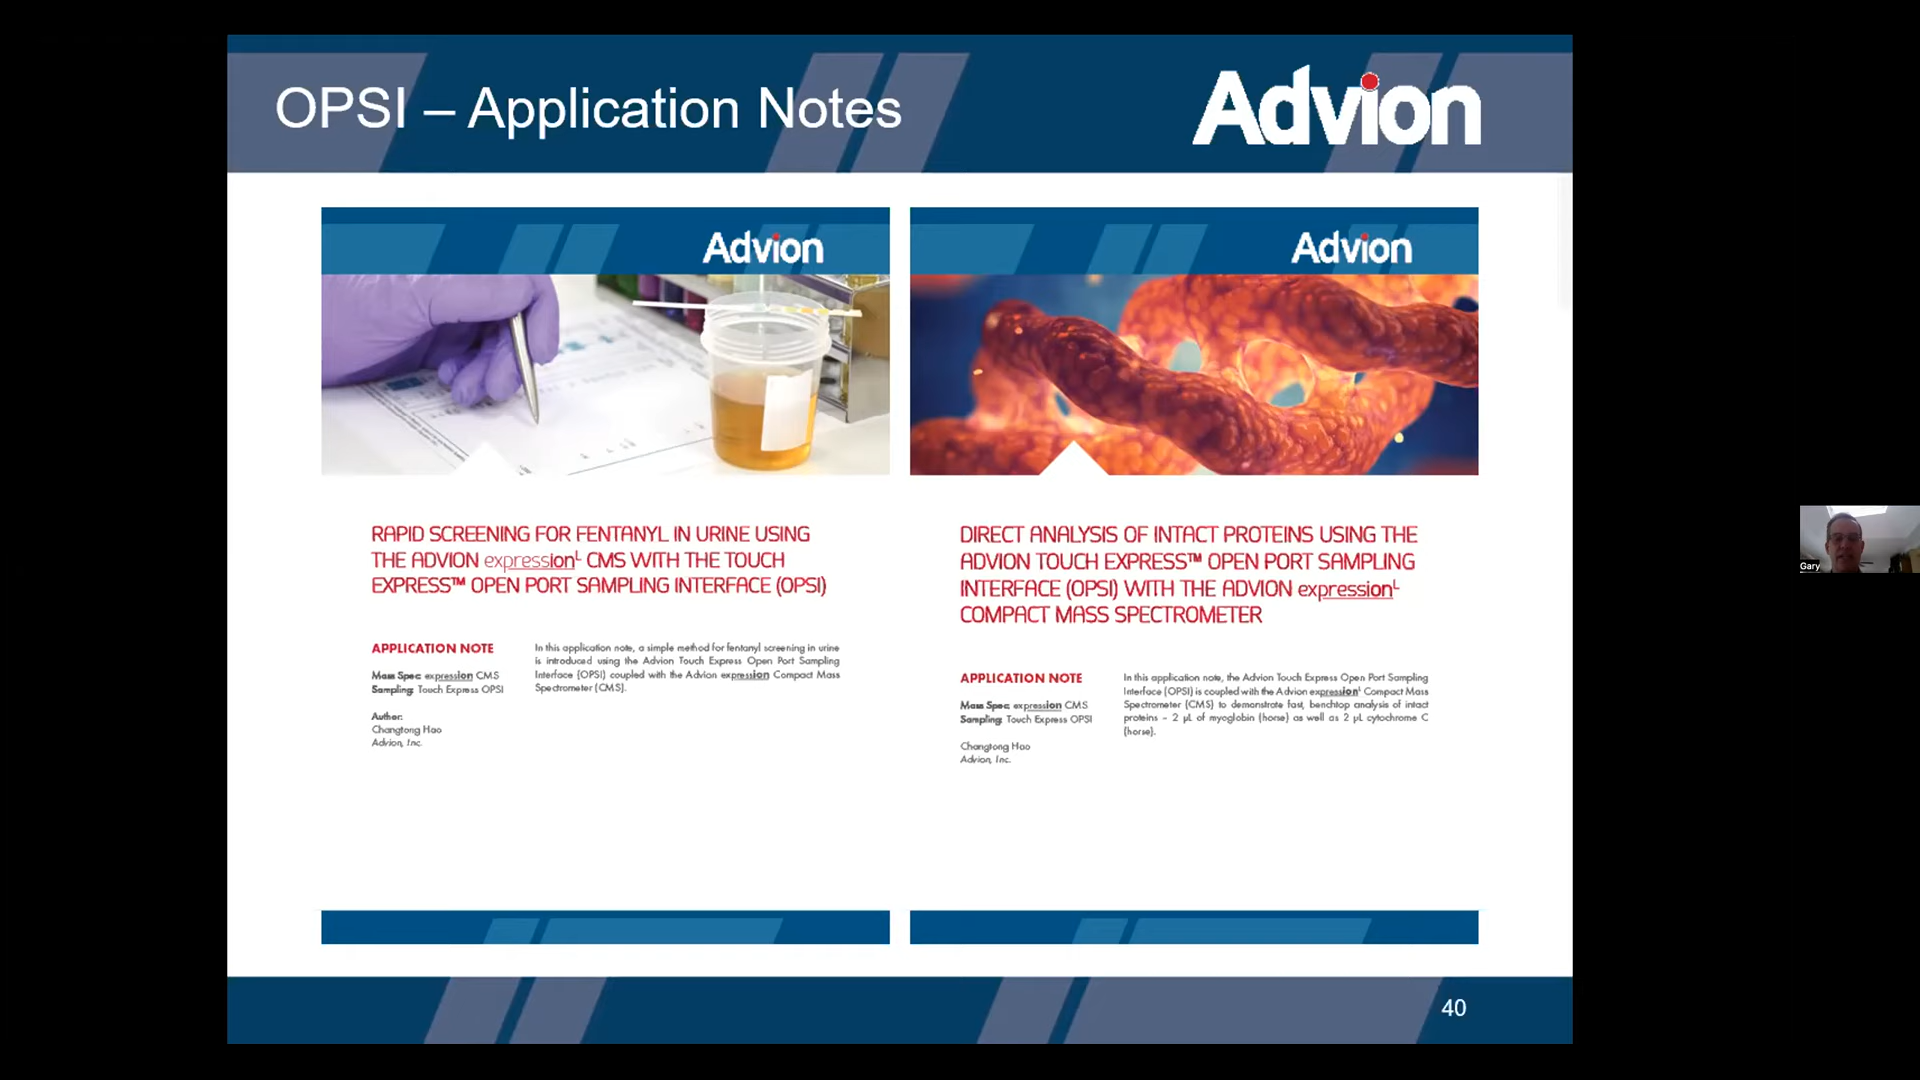 OPSI – Application Notes
Advion
Advion
RAPID SCREENING FOR FENTANYL IN URINE USING
THE ADVION expressionL CMS WITH THE TOUCH
EXPRESS™ OPEN PORT SAMPLING INTERFACE (OPSI)
APPLICATION NOTE
Mass Spec: expression CMS
Sampling: Touch Express OPSI
Author:
Changtong Hao
Advion, Inc.
In this application note, a simple method for fentanyl screening in urine
is introduced using the Advion Touch Express Open Port Sampling
Interface (OPSI) coupled with the Advion expression Compact Mass
Spectrometer (CMS).
Advion
DIRECT ANALYSIS OF INTACT PROTEINS USING THE
ADVION TOUCH EXPRESS™ OPEN PORT SAMPLING
INTERFACE (OPSI) WITH THE ADVION expressionL
COMPACT MASS SPECTROMETER
APPLICATION NOTE
Mass Spec: expression CMS
Sampling: Touch Express OPSI
Changtong Hao
Advion, Inc.
In this application note, the Advion Touch Express Open Port Sampling
Interface (OPSI) is coupled with the Advion expressionL Compact Mass
Spectrometer (CMS) to demonstrate fast, benchtop analysis of intact
proteins – 2 µL of myoglobin (horse) as well as 2 µL cytochrome C
(horse).
40
Gary